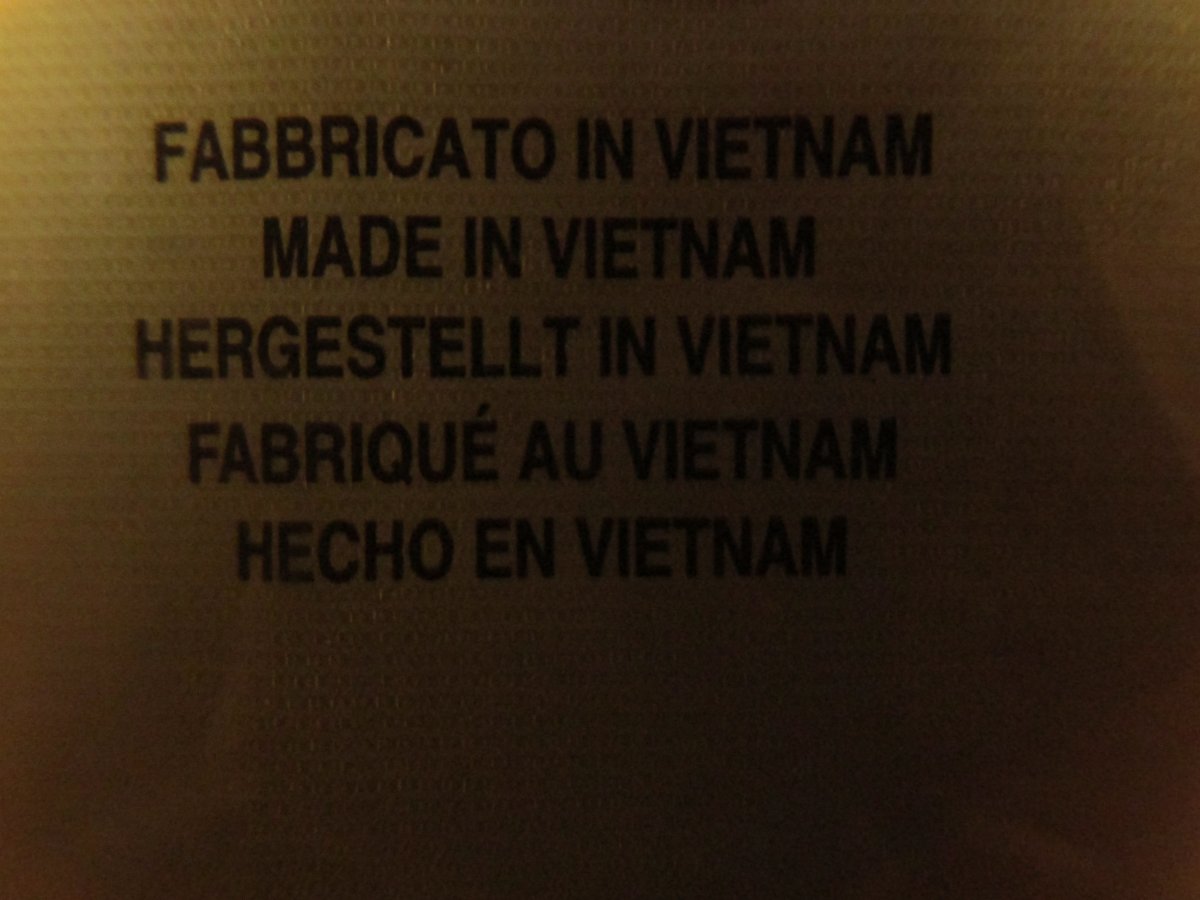 FABBRICATO IN VIETNAM
MADE IN VIETNAM
HERGESTELLT IN VIETNAM
FABRIQUÉ AU VIETNAM
HECHO EN VIETNAM